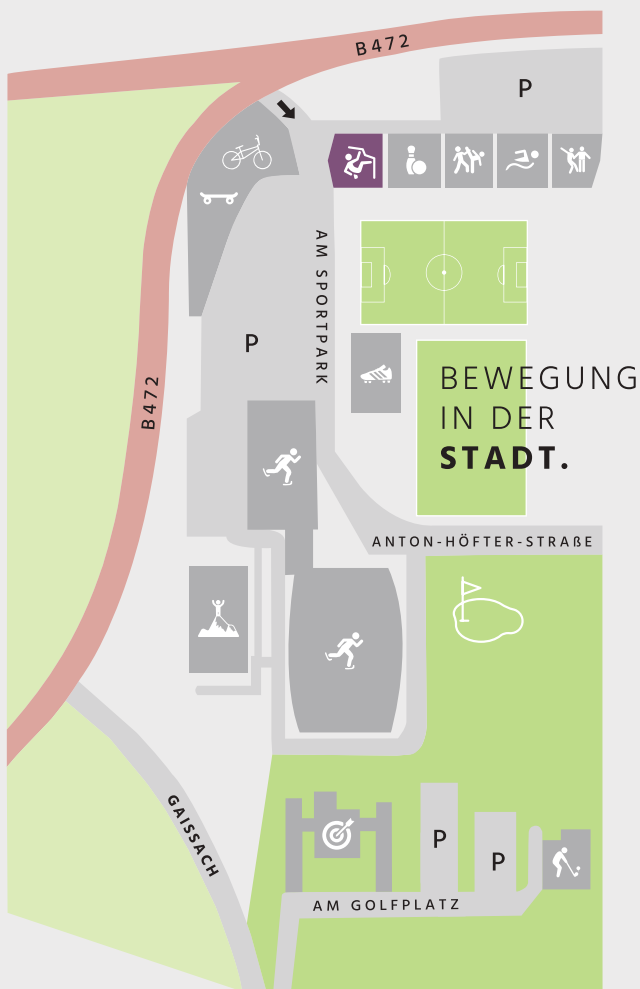 B472
P
AM SPORTPARK
P
B472
BEWEGUNG
IN DER
STADT.
ANTON-HÖFTER-STRAßE
GAISSACH
P
P
AM GOLFPLATZ